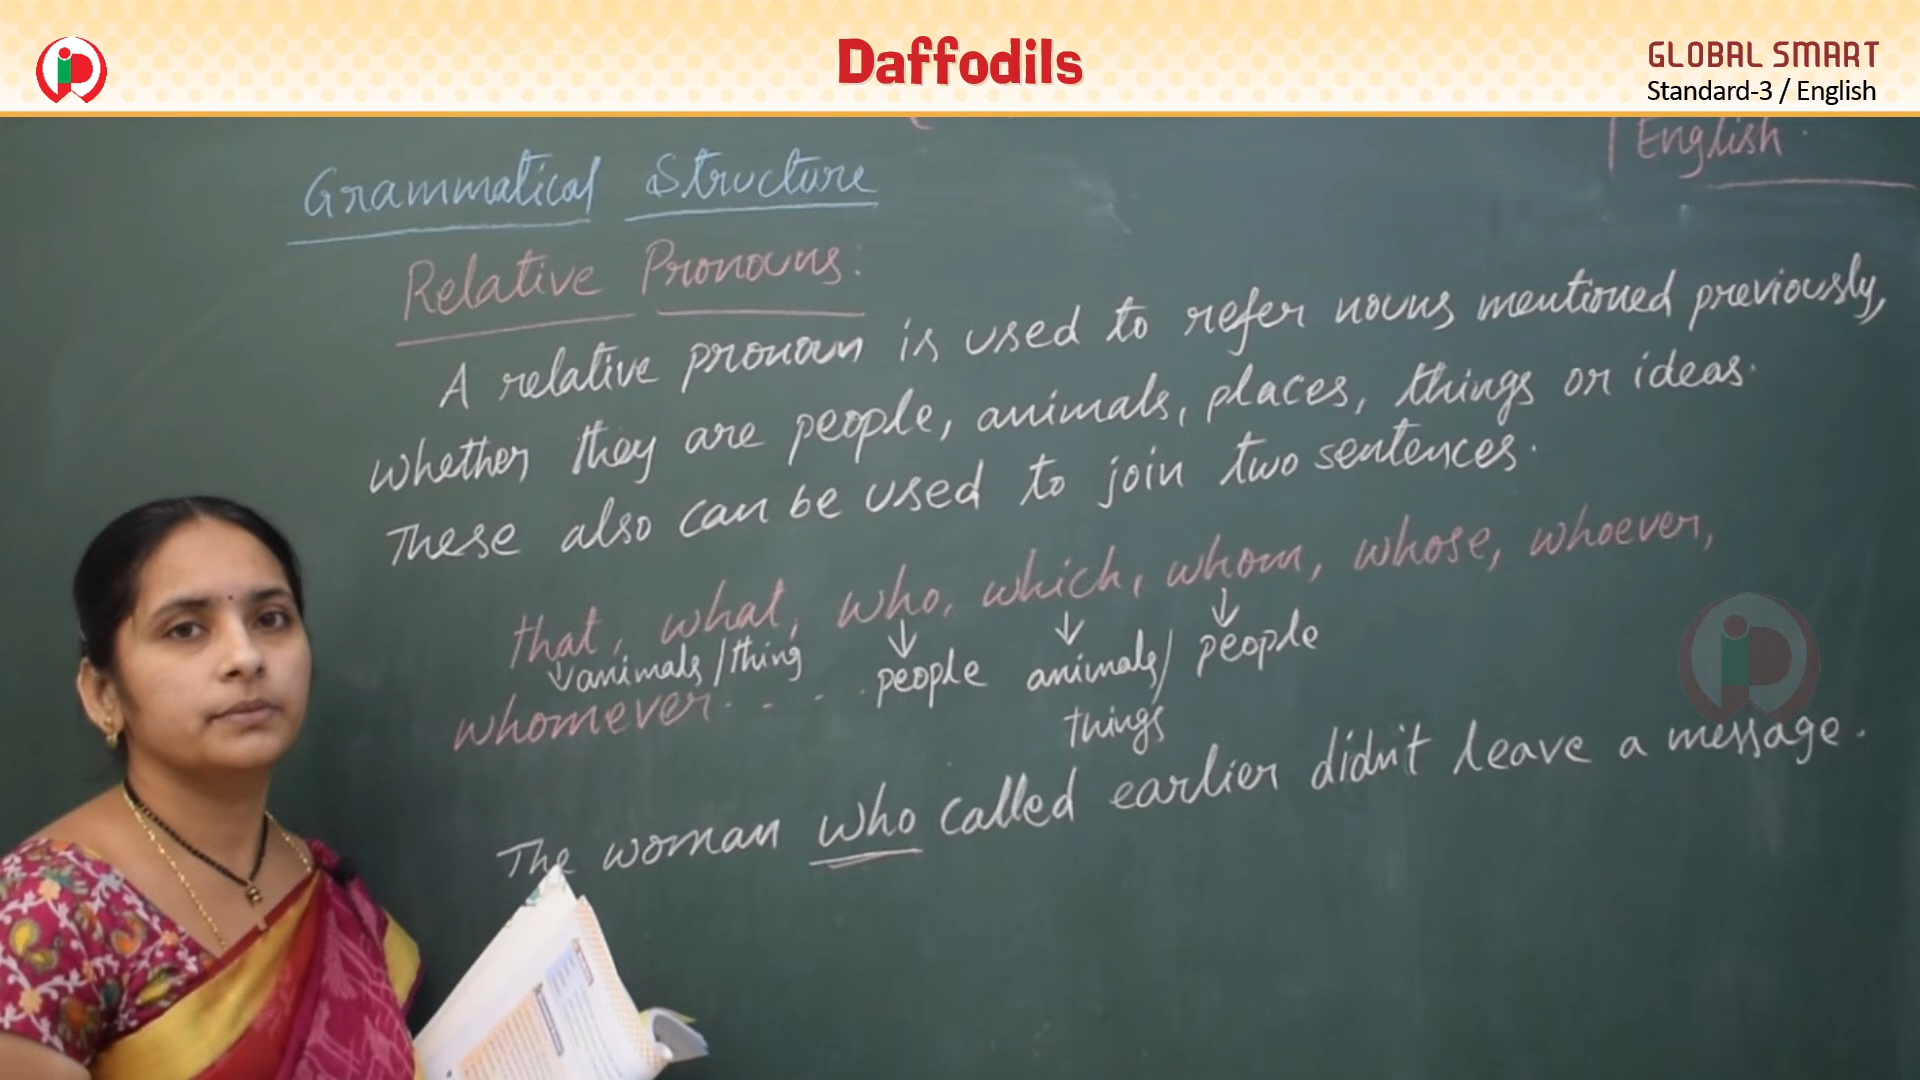 Daffodils
GLOBAL SMART
Standard-3 / English
English.
Grammatical Structure
Relative Pronouns:
A relative pronoun is used to refer nouns mentioned previously,
whether they are people, animals, places, things or ideas.
These also can be used to join two sentences.
that, what, who, which, whom, whose, whoever,
animals/thing people animals/ people
things
whomever - - - .
The woman who called earlier didn't leave a message.